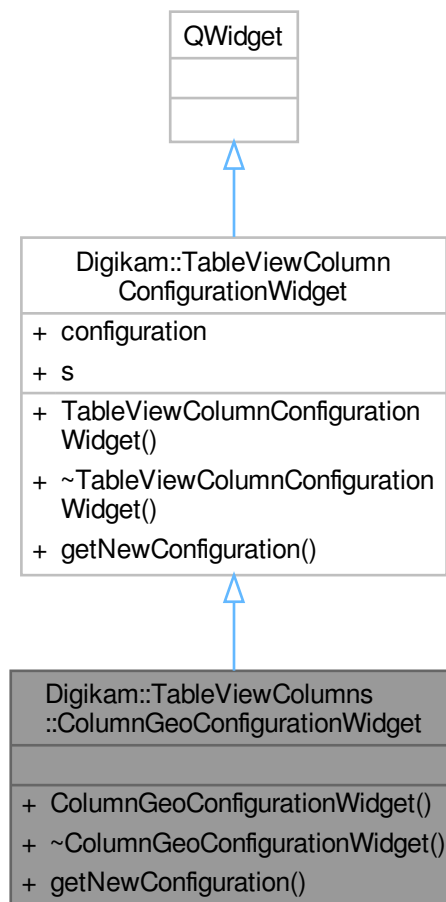 QWidget
Digikam::TableViewColumn
ConfigurationWidget
+ configuration
+ s
+ TableViewColumnConfiguration
Widget()
+ ~TableViewColumnConfiguration
Widget()
+ getNewConfiguration()
Digikam::TableViewColumns
::ColumnGeoConfigurationWidget
+ ColumnGeoConfigurationWidget()
+ ~ColumnGeoConfigurationWidget()
+ getNewConfiguration()